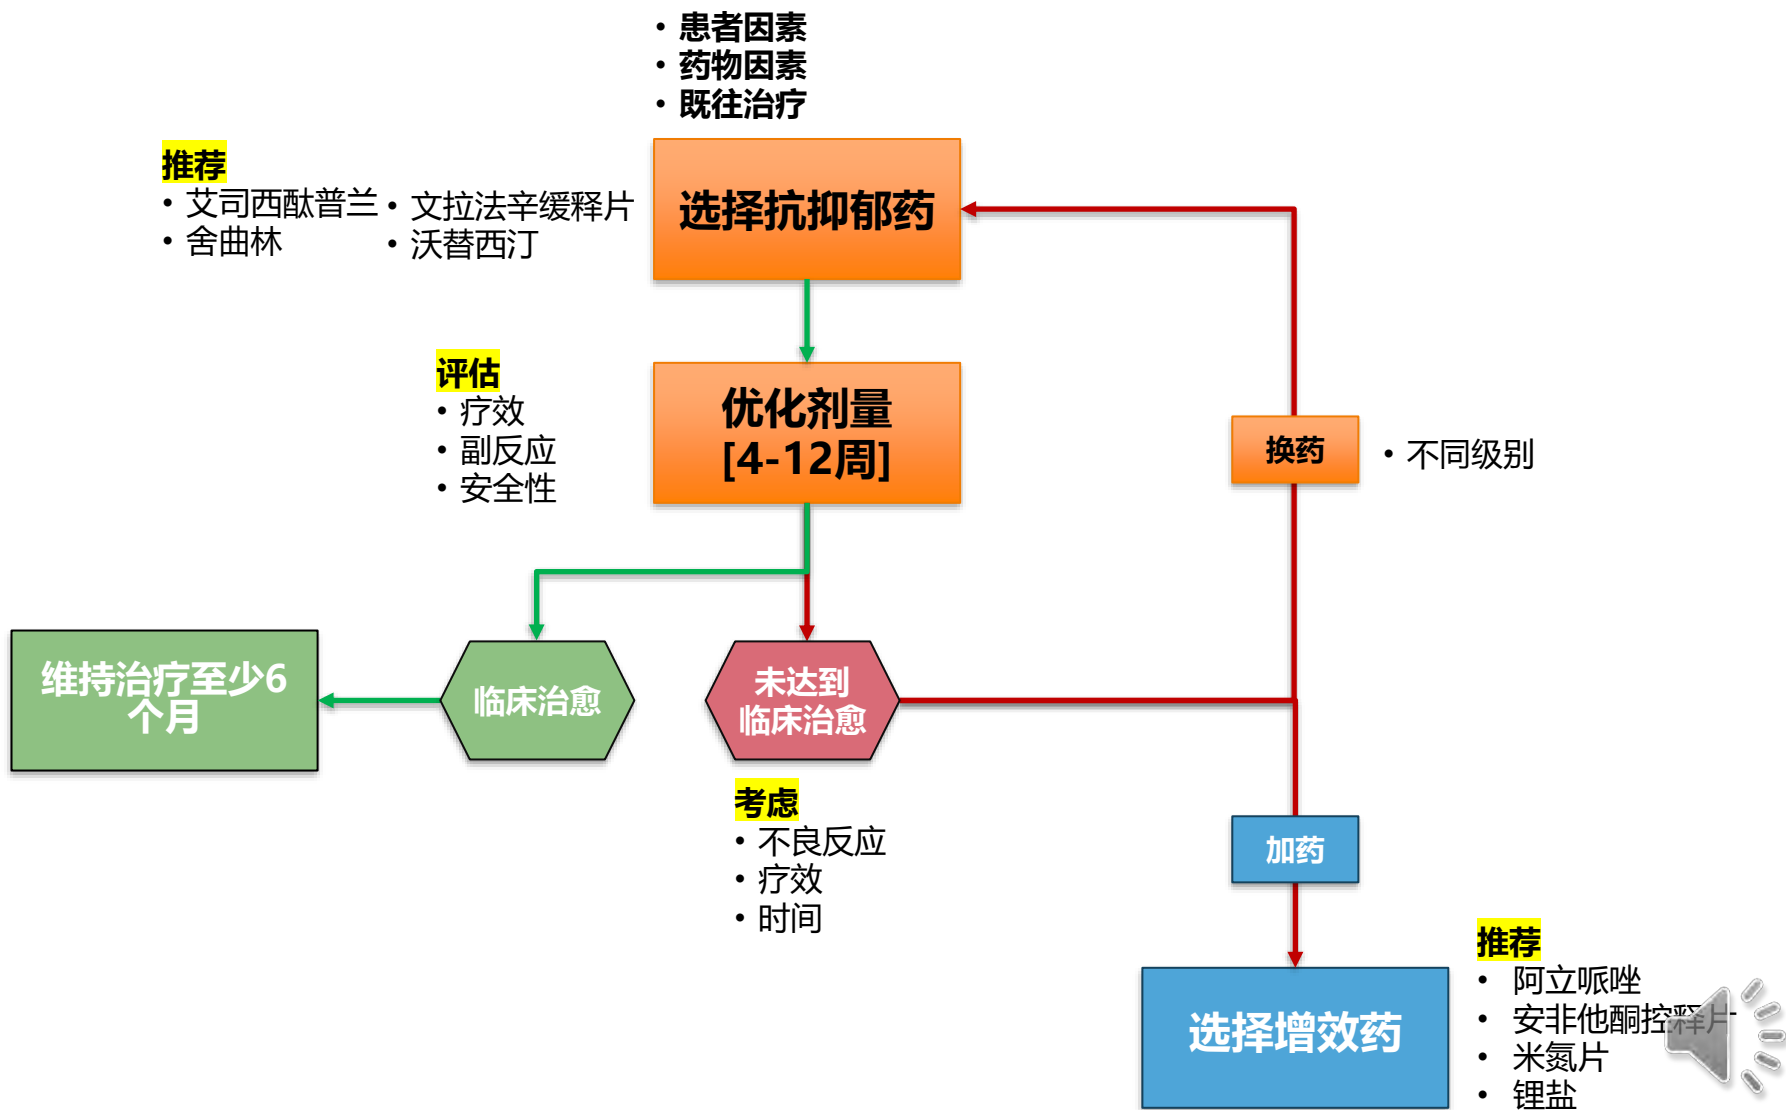 • 患者因素
• 药物因素
• 既往治疗
推荐
• 艾司西酞普兰
• 舍曲林
• 文拉法辛缓释片
• 沃替西汀
选择抗抑郁药
评估
• 疗效
• 副反应
• 安全性
优化剂量
[4-12周]
换药
• 不同级别
维持治疗至少6
个月
临床治愈
未达到
临床治愈
考虑
• 不良反应
• 疗效
• 时间
加药
选择增效药
推荐
• 阿立哌唑
• 安非他酮控释片
• 米氮片
• 锂盐